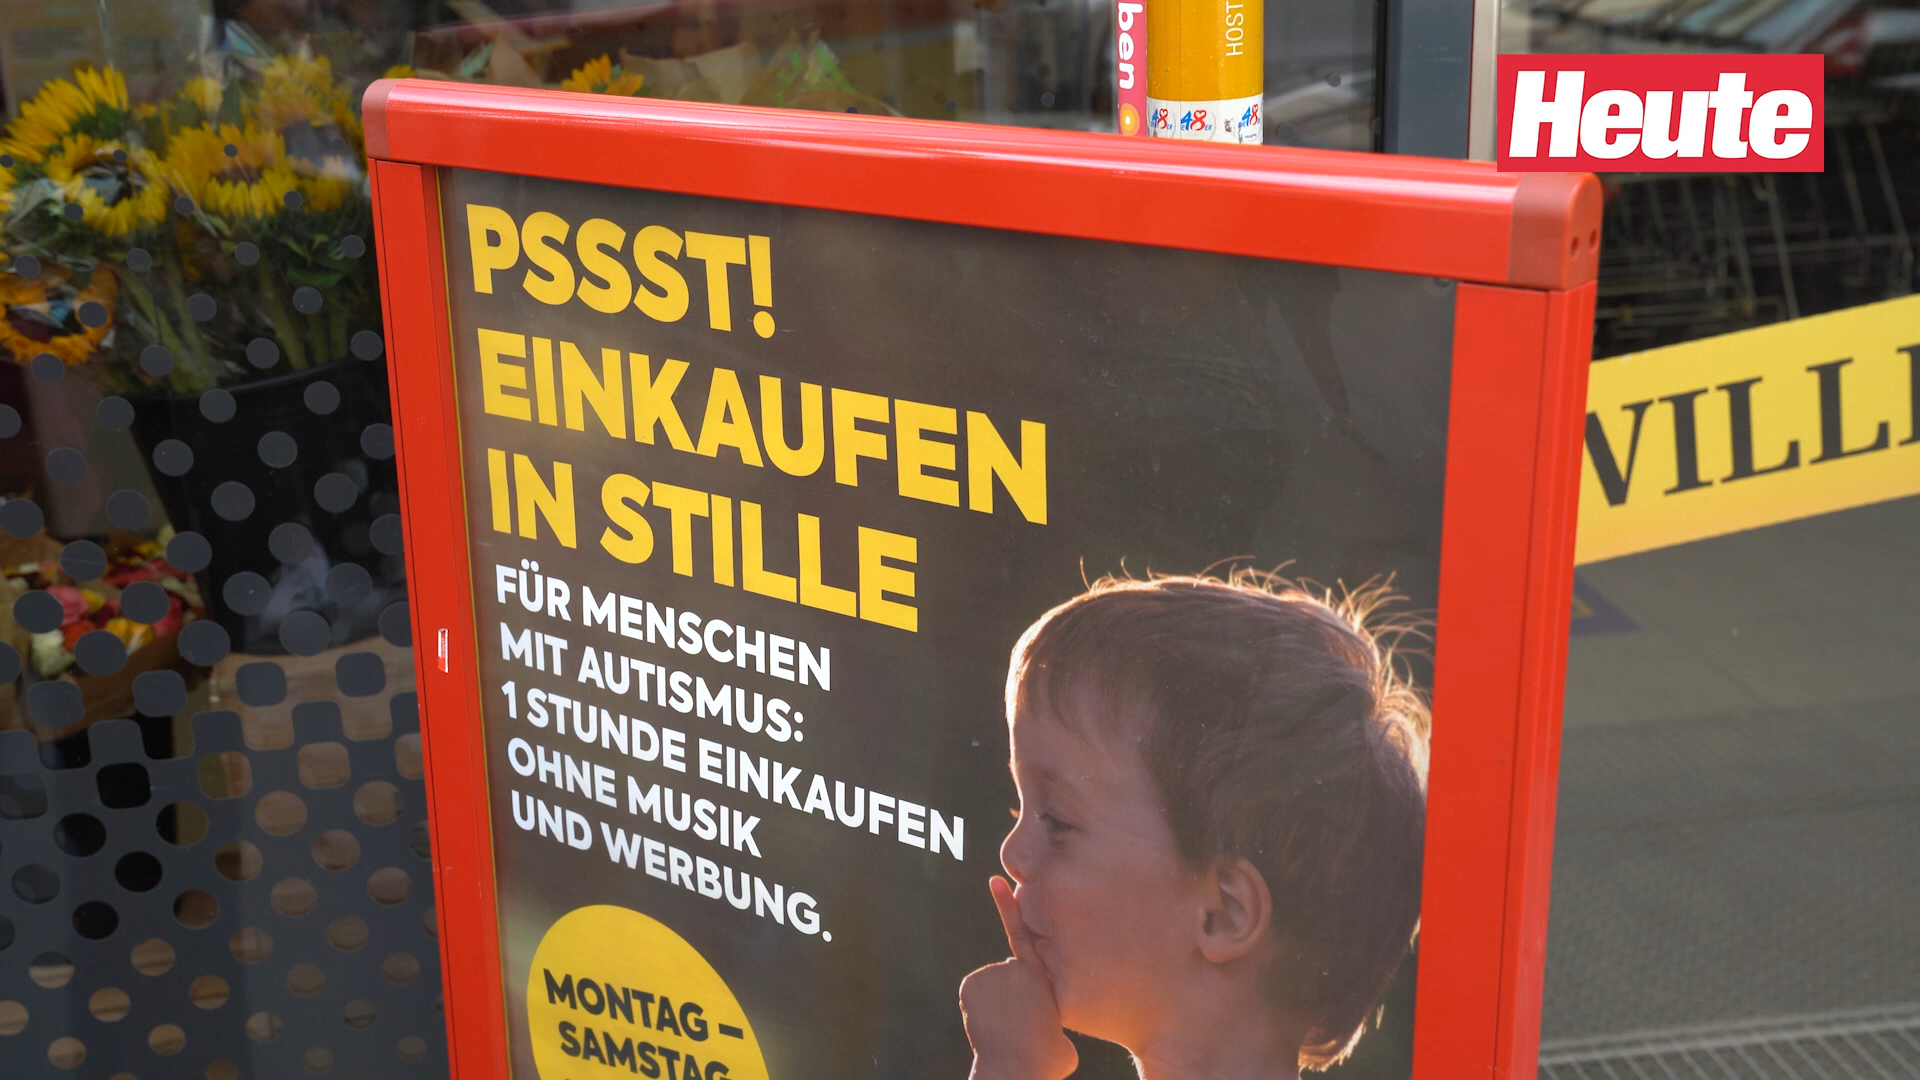 ben
HOST
48ER
Heute
PSSST!
EINKAUFEN
IN STILLE
FÜR MENSCHEN
MIT AUTISMUS:
1 STUNDE EINKAUFEN
OHNE MUSIK
UND WERBUNG.
MONTAG –
SAMSTAG
VILL